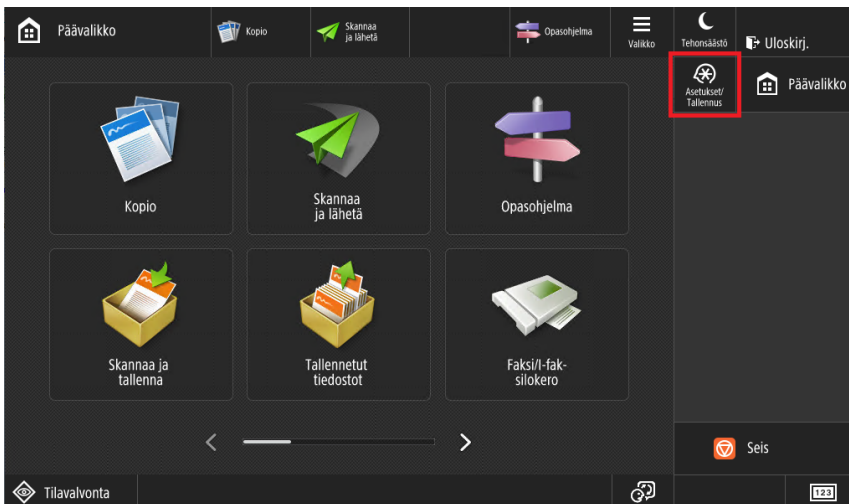 Päävalikko
Kopio
Skannaa
ja lähetä
Opasohjelma
Valikko
Tehonsäästö
Uloskirj.
Asetukset/
Tallennus
Päävalikko
Kopio
Skannaa
ja lähetä
Opasohjelma
Skannaa ja
tallenna
Tallennetut
tiedostot
Faksi/I-fak-
silokero
Seis
Tilavalvonta
123